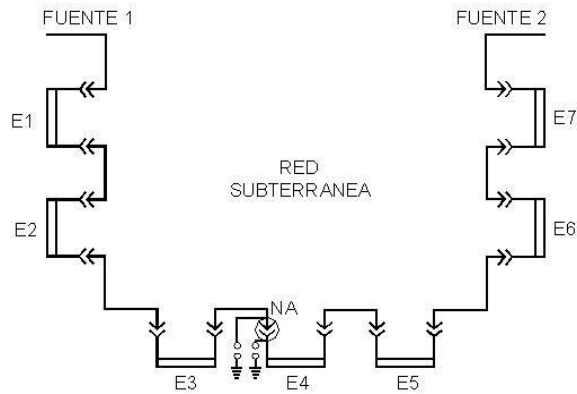 FUENTE 1
FUENTE 2
E1
E7
RED
SUBTERRANEA
E2
E6
NA
E3
E4
E5